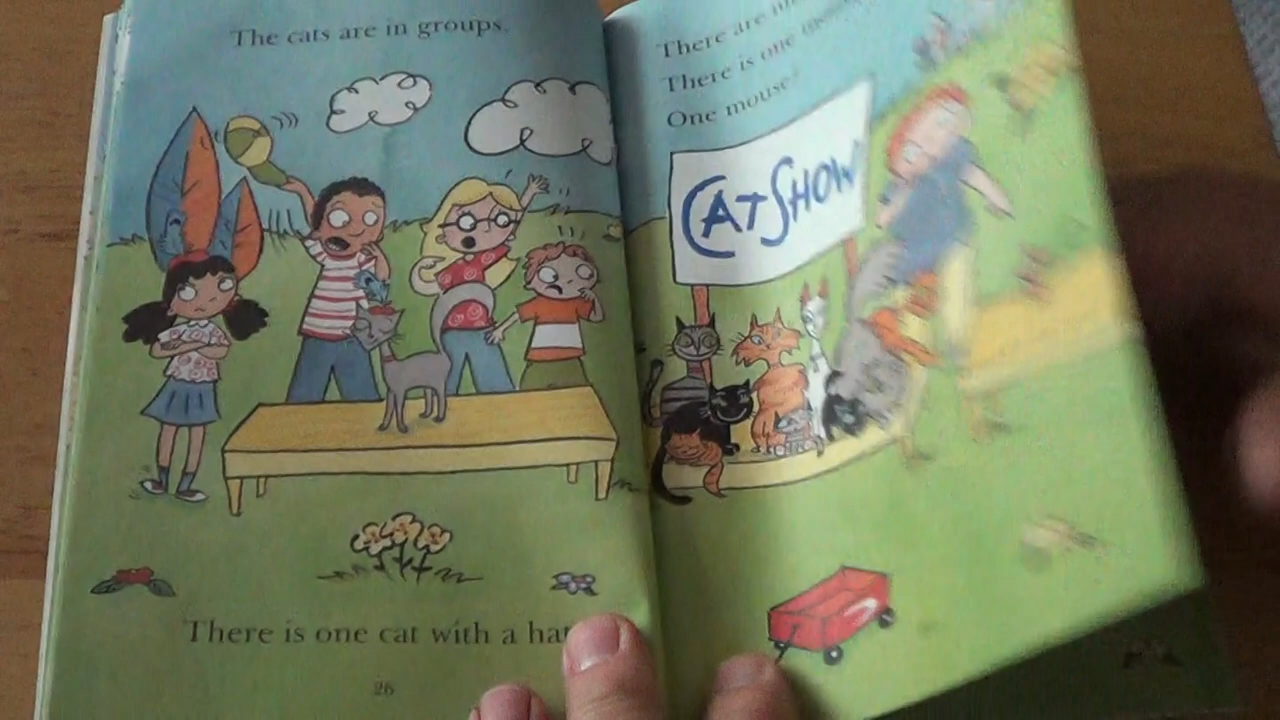 The cats are in groups.
There is one cat with a hat
26
There are
There is one
One mouse?
CAT SHOW